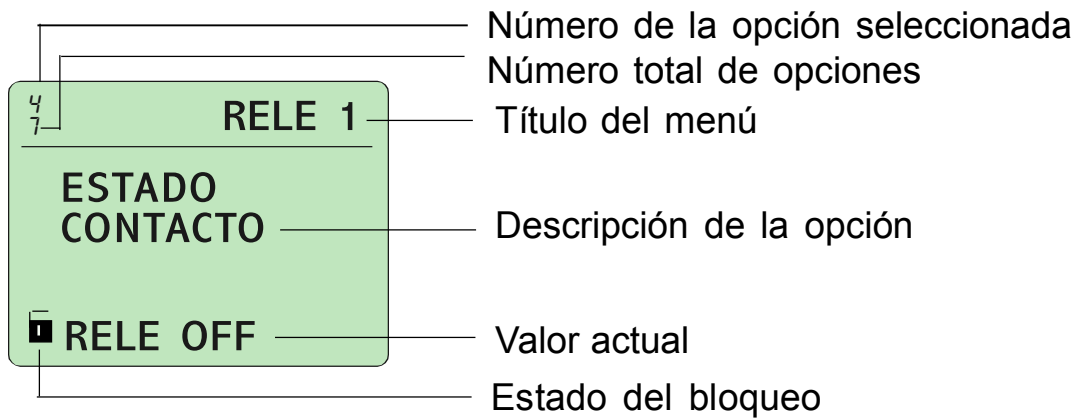 Número de la opción seleccionada
Número total de opciones
4
7
RELE 1
Título del menú
ESTADO
CONTACTO
Descripción de la opción
RELE OFF
Valor actual
Estado del bloqueo